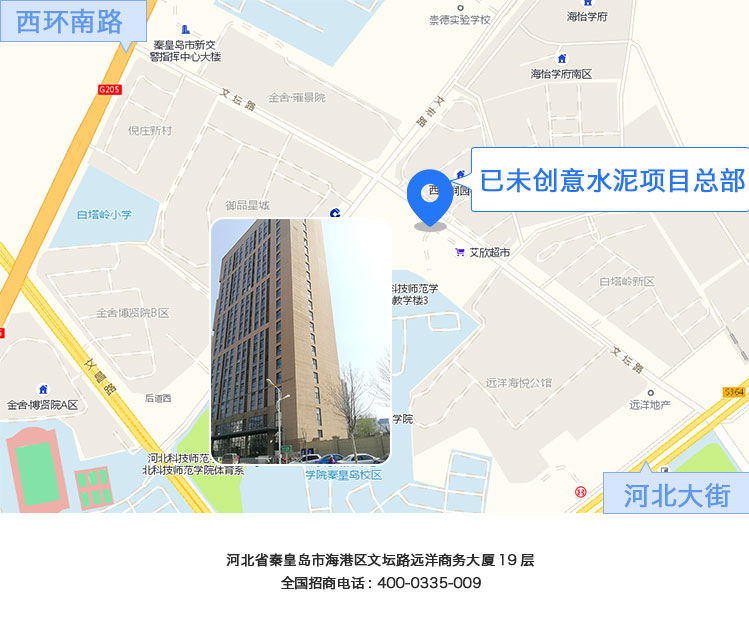 西环南路
崇德实验学校
海怡学府
秦皇岛市新交
警指挥中心大楼
海怡学府南区
G205
文坛路
金舍·雍景院
文昌路
倪庄新村
已未创意水泥项目总部
白塔岭小学
御品星城
艾欣超市
科技师范学
教学楼3
白塔岭新区
金舍·博贤院B区
文坛路
文昌路
远洋·海悦公馆
S364
金舍·博贤院A区
后道西
远洋地产
学院
河北科技师范
北科技师范学院体育系
学院秦皇岛校区
河北大街
河北省秦皇岛市海港区文坛路远洋商务大厦 19 层
全国招商电话：400-0335-009